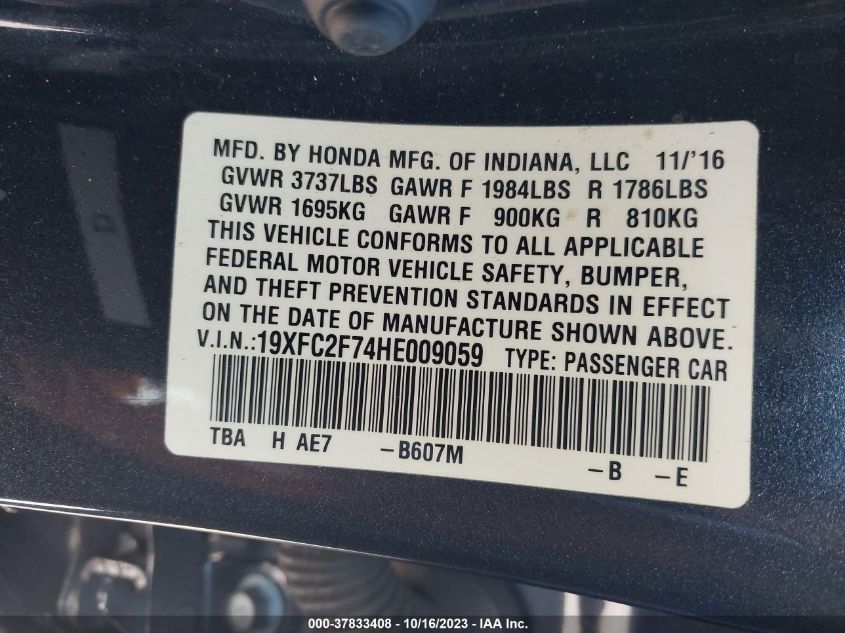 MFD. BY HONDA MFG. OF INDIANA, LLC 11/'16
GVWR 3737LBS GAWR F 1984LBS R 1786LBS
GVWR 1695KG GAWR F 900KG R 810KG
THIS VEHICLE CONFORMS TO ALL APPLICABLE
FEDERAL MOTOR VEHICLE SAFETY, BUMPER,
AND THEFT PREVENTION STANDARDS IN EFFECT
ON THE DATE OF MANUFACTURE SHOWN ABOVE.
V.I.N.:19XFC2F74HE009059 TYPE: PASSENGER CAR
TBA H AE7 -B607M -B -E
000-37833408 - 10/16/2023 - IAA Inc.